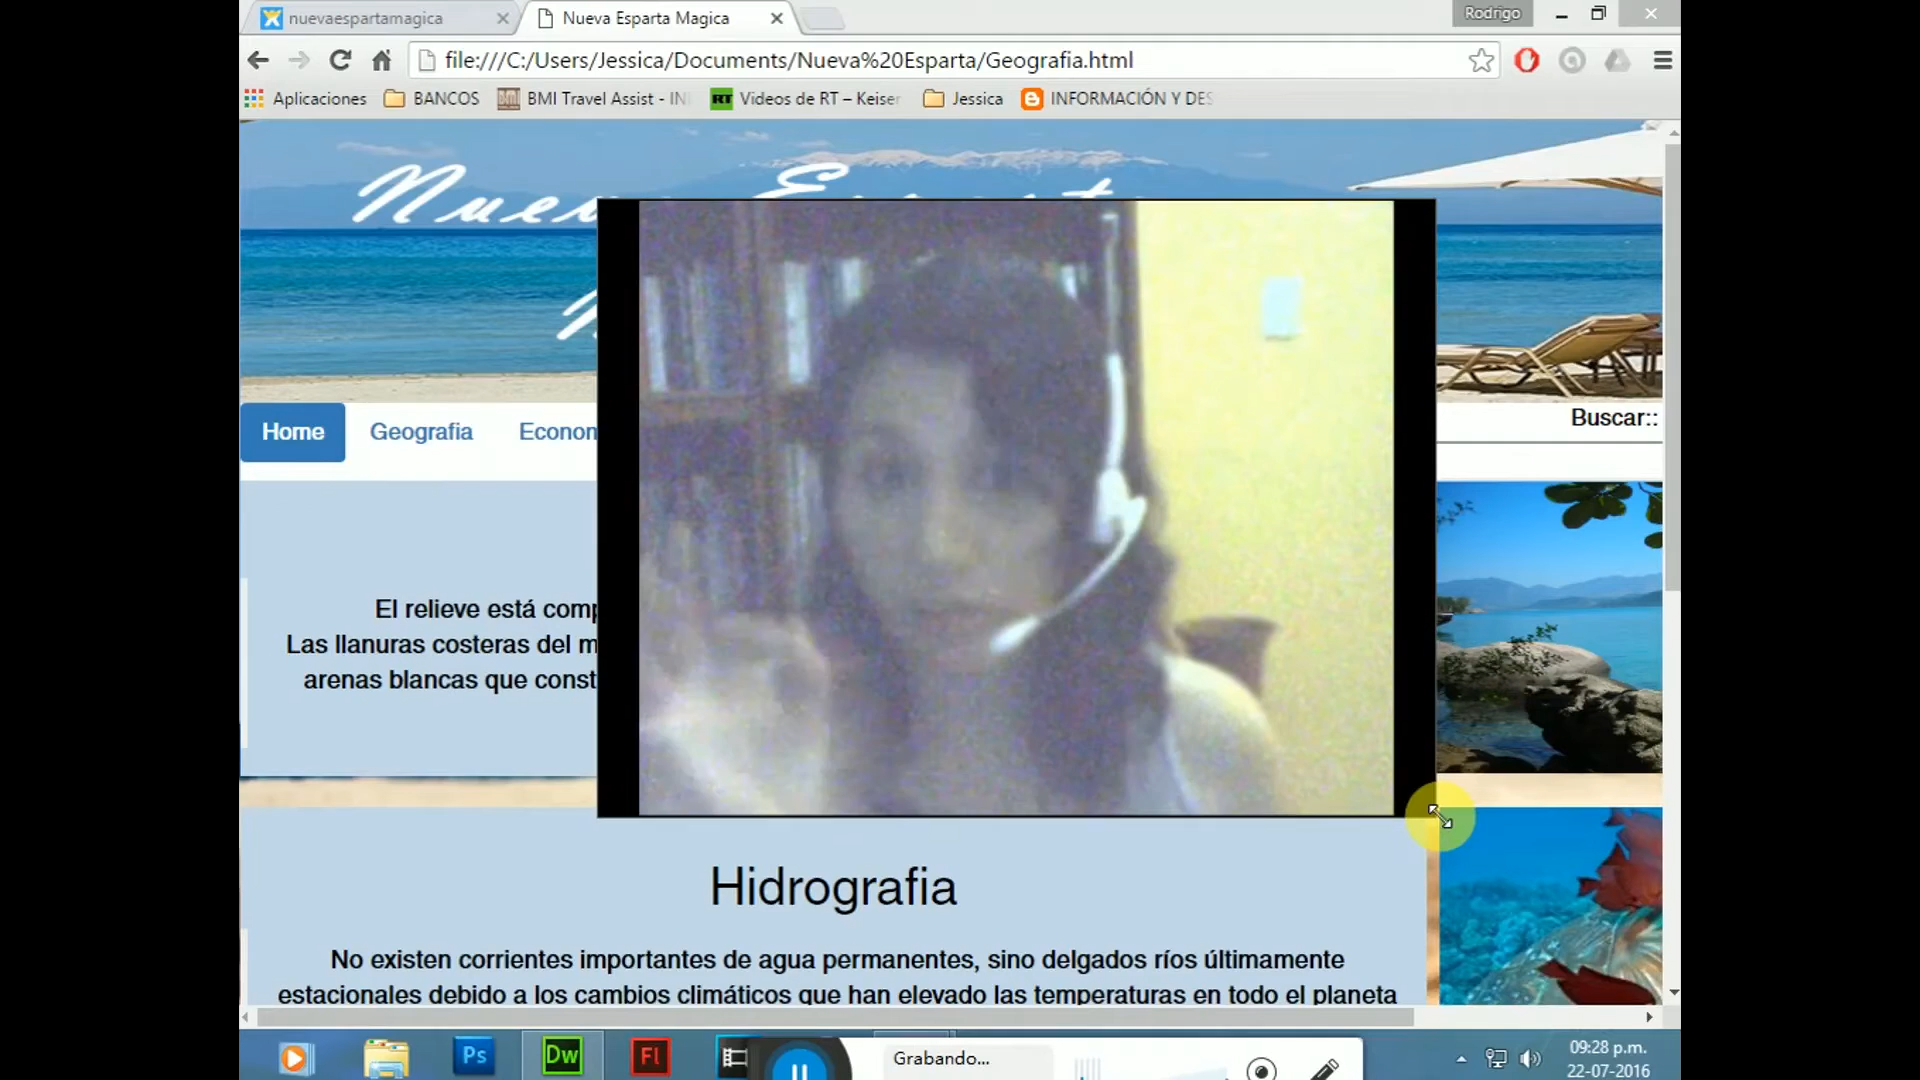 nuevaespartamagica
Nueva Esparta Magica
Rodrigo
file:///C:/Users/Jessica/Documents/Nueva%20Esparta/Geografia.html
Aplicaciones
BANCOS
BMI Travel Assist - IN
RT
Videos de RT – Keiser
Jessica
INFORMACIÓN Y DES
Home
Geografia
Econom
Buscar::
El relieve está comp
Las llanuras costeras del m
arenas blancas que const
Hidrografia
No existen corrientes importantes de agua permanentes, sino delgados ríos últimamente
estacionales debido a los cambios climáticos que han elevado las temperaturas en todo el planeta
Ps
Dw
Fl
Grabando...
09:28 p.m.
22-07-2016